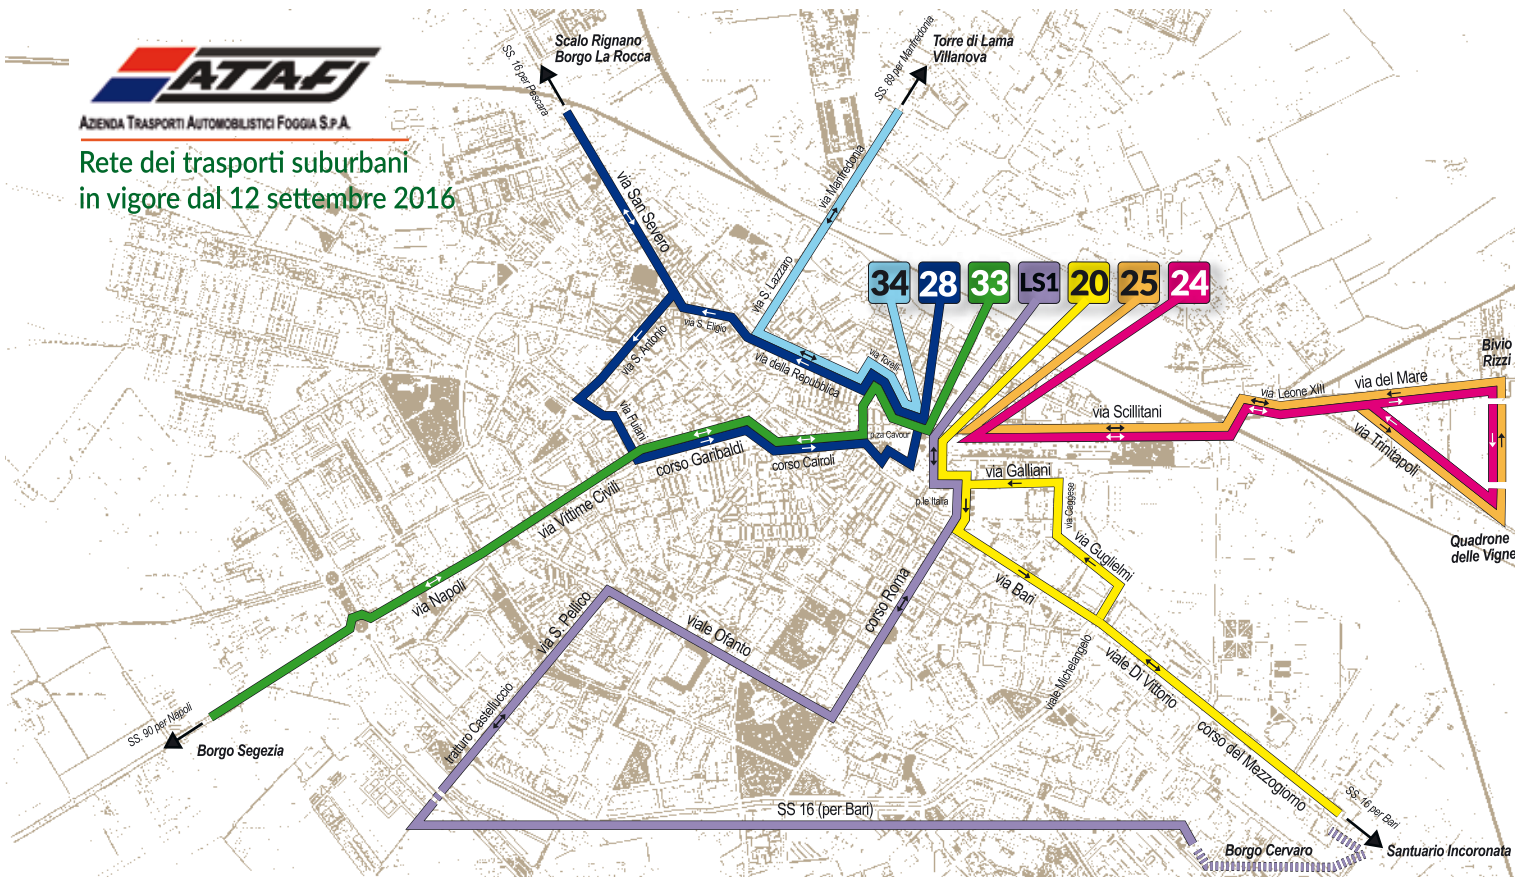 ATAF
AZIENDA TRASPORTI AUTOMOBILISTICI FOGGIA S.P.A.
Rete dei trasporti suburbani
in vigore dal 12 settembre 2016
Scalo Rignano
Borgo La Rocca
SS. 16 per Pescara
Torre di Lama
Villanova
SS. 89 per Manfredonia
via San Severo
via Manfredonia
via S. Lazzaro
34
28
33
LS1
20
25
24
via S. Eligio
via S. Antonio
via della Repubblica
via Torelli
via Fuiani
Bivio
Rizzi
via Leone XIII
via del Mare
via Scillitani
via Trinitapoli
p.za Cavour
corso Garibaldi
corso Cairoli
via Galliani
p.le Italia
via Caggese
via Vittime Civili
Quadrone
delle Vigne
via Guglielmi
via Bari
via Napoli
corso Roma
via S. Pellico
viale Ofanto
viale Michelangelo
viale Di Vittorio
tratturo Castelluccio
SS. 90 per Napoli
Borgo Segezia
corso del Mezzogiorno
SS 16 (per Bari)
SS. 16 per Bari
Borgo Cervaro
Santuario Incoronata